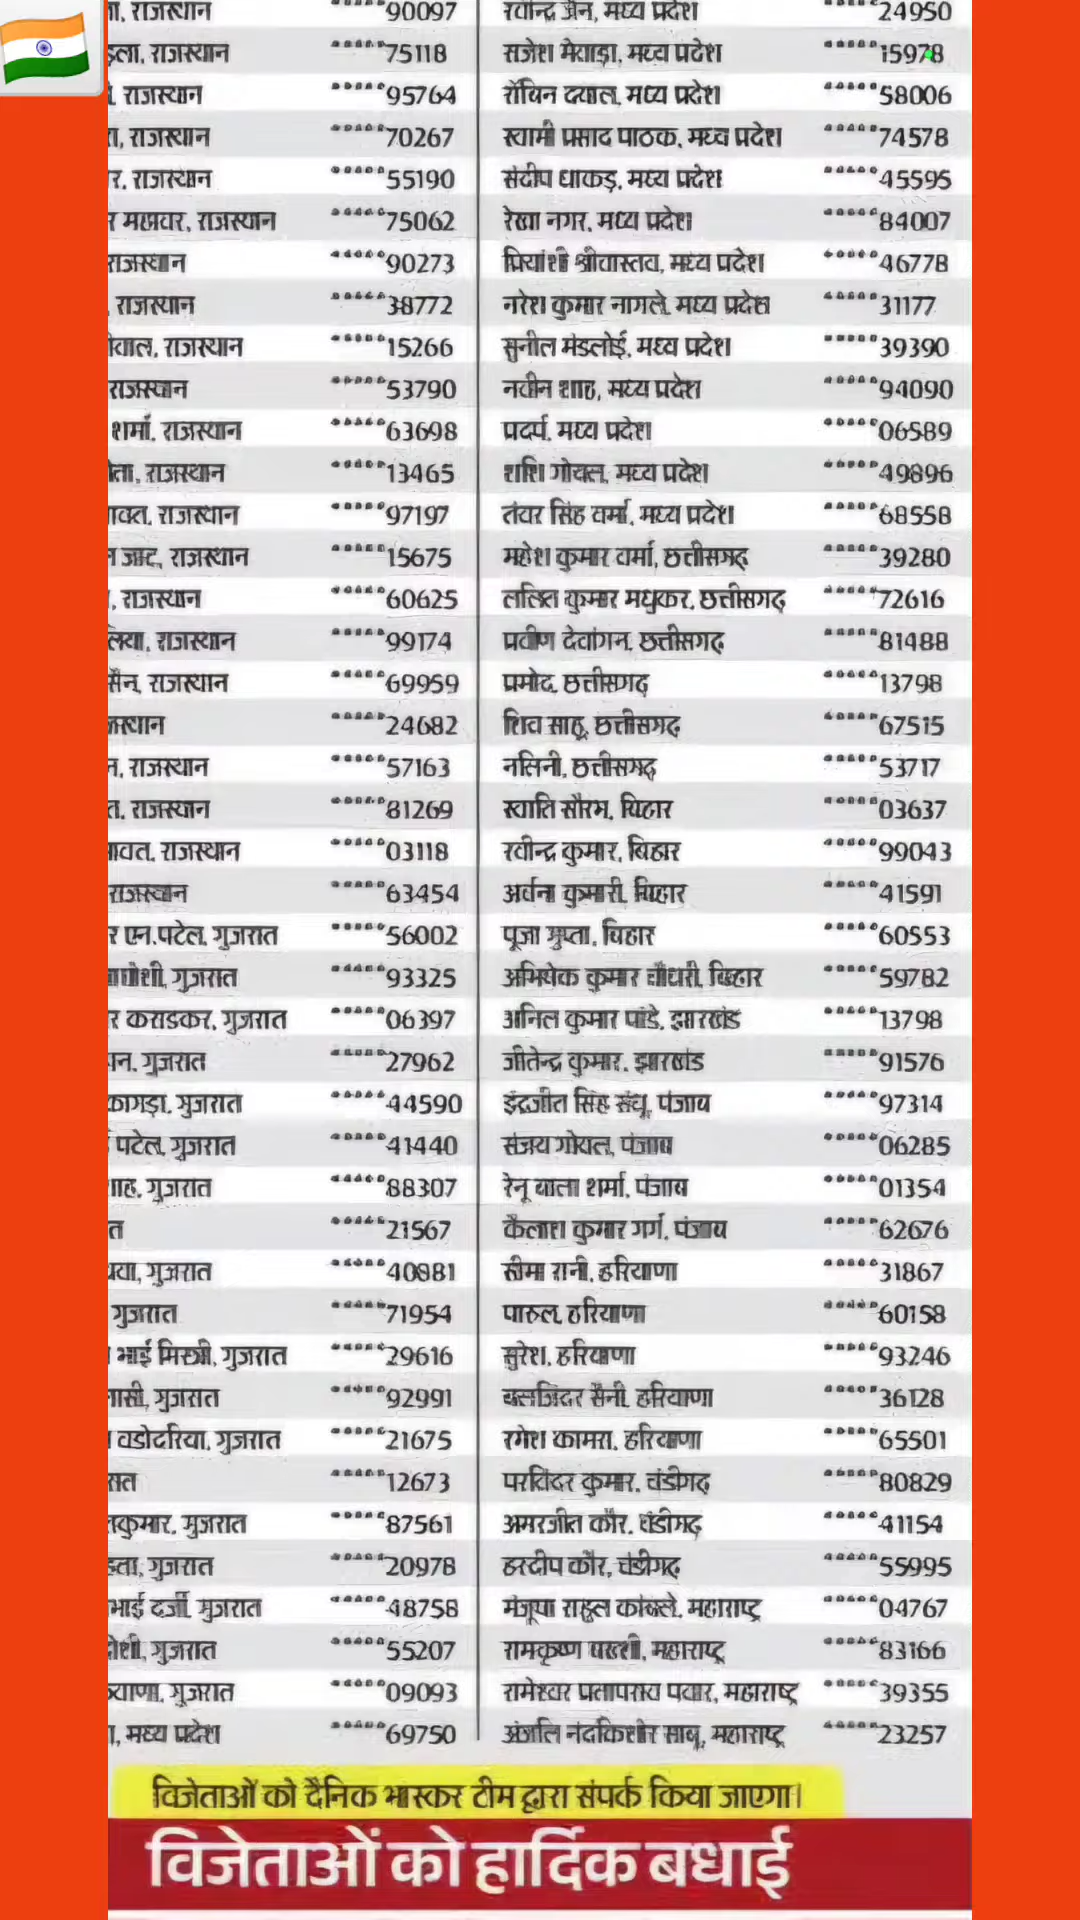 राजस्थान *****90097 रवीन्द्र जैन, मध्य प्रदेश *****24950
राजस्थान *****75118 राजेश मेवाड़ा, मध्य प्रदेश *****15978
राजस्थान *****95764 रॉबिन दयाल, मध्य प्रदेश *****58006
राजस्थान *****70267 स्वामी प्रसाद पाठक, मध्य प्रदेश *****74578
राजस्थान *****55190 संदीप धाकड़, मध्य प्रदेश *****45595
महावर, राजस्थान *****75062 रेखा नगर, मध्य प्रदेश *****84007
राजस्थान *****90273 प्रियांशी श्रीवास्तव, मध्य प्रदेश *****46778
राजस्थान *****38772 नरेश कुमार नागले, मध्य प्रदेश *****31177
राजस्थान *****15266 सुनील मंडलोई, मध्य प्रदेश *****39390
राजस्थान *****53790 नवीन शाह, मध्य प्रदेश *****94090
शर्मा, राजस्थान *****63698 प्रदर्प, मध्य प्रदेश *****06589
राजस्थान *****13465 शशि गोयल, मध्य प्रदेश *****49896
राजस्थान *****97197 तंवर सिंह वर्मा, मध्य प्रदेश *****68558
जाट, राजस्थान *****15675 महेश कुमार वर्मा, छत्तीसगढ़ *****39280
राजस्थान *****60625 ललित कुमार मधुकर, छत्तीसगढ़ *****72616
राजस्थान *****99174 प्रवीण देवांगन, छत्तीसगढ़ *****81488
सैन, राजस्थान *****69959 प्रमोद, छत्तीसगढ़ *****13798
जस्थान *****24682 शिव साहू, छत्तीसगढ़ *****67515
राजस्थान *****57163 नलिनी, छत्तीसगढ़ *****53717
राजस्थान *****81269 स्वाति सौरभ, बिहार *****03637
राजस्थान *****03118 रवीन्द्र कुमार, बिहार *****99043
राजस्थान *****63454 अर्चना कुमारी, बिहार *****41591
एन.पटेल, गुजरात *****56002 पूजा गुप्ता, बिहार *****60553
गुजरात *****93325 अभिषेक कुमार चौधरी, बिहार *****59782
कराडकर, गुजरात *****06397 अनिल कुमार पांडे, झारखंड *****13798
गुजरात *****27962 जीतेन्द्र कुमार, झारखंड *****91576
कागड़ा, गुजरात *****44590 इंद्रजीत सिंह संधू, पंजाब *****97314
पटेल, गुजरात *****41440 संजय गोयल, पंजाब *****06285
गुजरात *****88307 रेनू बाला शर्मा, पंजाब *****01354
त *****21567 कैलाश कुमार गर्ग, पंजाब *****62676
गुजरात *****40881 सीमा रानी, हरियाणा *****31867
गुजरात *****71954 पारुल, हरियाणा *****60158
भाई मिस्त्री, गुजरात *****29616 सुरेश, हरियाणा *****93246
गुजरात *****92991 बलजिंदर सैनी, हरियाणा *****36128
वडोदरिया, गुजरात *****21675 रमेश कामरा, हरियाणा *****65501
रात *****12673 परविंदर कुमार, चंडीगढ़ *****80829
गुजरात *****87561 अमरजीत कौर, चंडीगढ़ *****41154
गुजरात *****20978 हरदीप कौर, चंडीगढ़ *****55995
भाई दर्जी, गुजरात *****48758 मंजूषा राहुल कांबले, महाराष्ट्र *****04767
गुजरात *****55207 रामकृष्ण बख्शी, महाराष्ट्र *****83166
गुजरात *****09093 रामेश्वर प्रतापराव पवार, महाराष्ट्र *****39355
मध्य प्रदेश *****69750 अंजलि नंदकिशोर साबू, महाराष्ट्र *****23257
विजेताओं को दैनिक भास्कर टीम द्वारा संपर्क किया जाएगा।
विजेताओं को हार्दिक बधाई